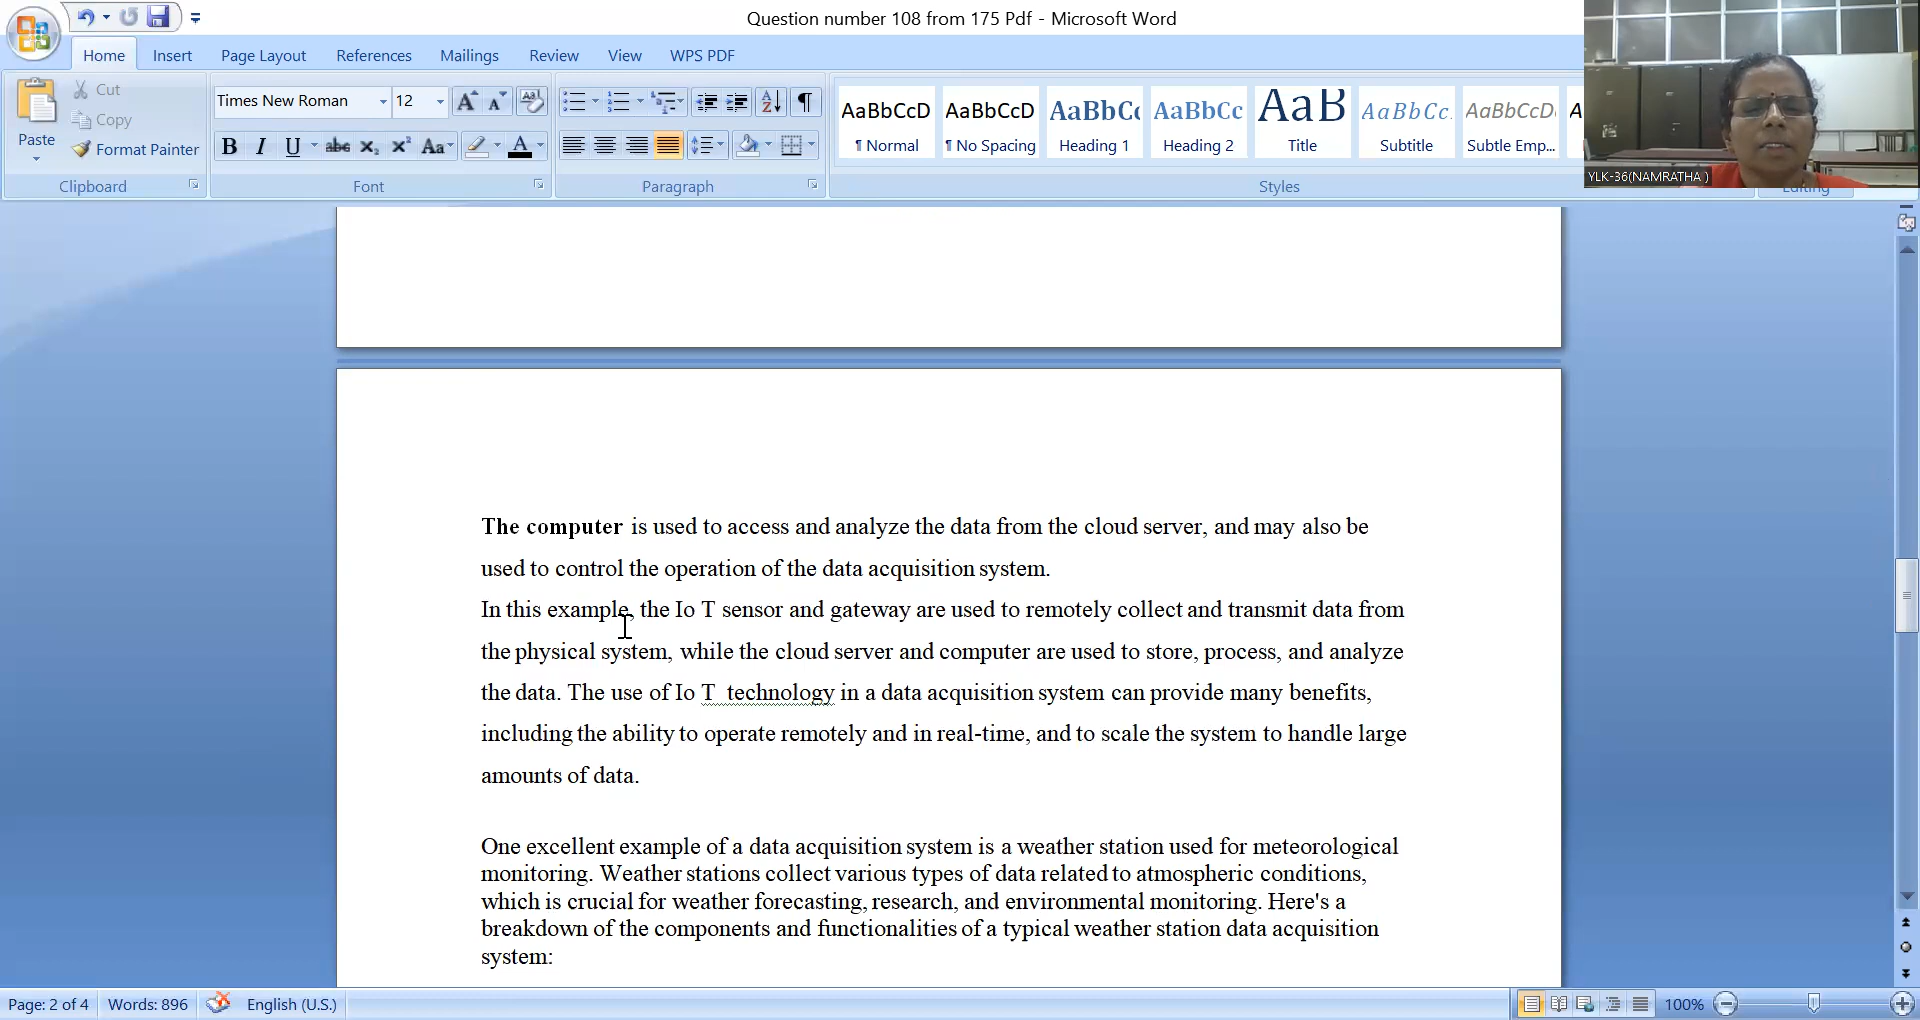 Question number 108 from 175 Pdf - Microsoft Word
Home Insert Page Layout References Mailings Review View WPS PDF
Paste
Cut
Copy
Format Painter
Clipboard
Times New Roman 12
Font
Paragraph
AaBbCcD AaBbCcD AaBbCc AaBbCc AaB AaBbCc. AaBbCcD
¶ Normal ¶ No Spacing Heading 1 Heading 2 Title Subtitle Subtle Emp...
Styles
Editing
YLK-36(NAMRATHA )
The computer is used to access and analyze the data from the cloud server, and may also be
used to control the operation of the data acquisition system.
In this example, the Io T sensor and gateway are used to remotely collect and transmit data from
the physical system, while the cloud server and computer are used to store, process, and analyze
the data. The use of Io T technology in a data acquisition system can provide many benefits,
including the ability to operate remotely and in real-time, and to scale the system to handle large
amounts of data.
One excellent example of a data acquisition system is a weather station used for meteorological
monitoring. Weather stations collect various types of data related to atmospheric conditions,
which is crucial for weather forecasting, research, and environmental monitoring. Here's a
breakdown of the components and functionalities of a typical weather station data acquisition
system:
Page: 2 of 4 Words: 896 English (U.S.) 100%